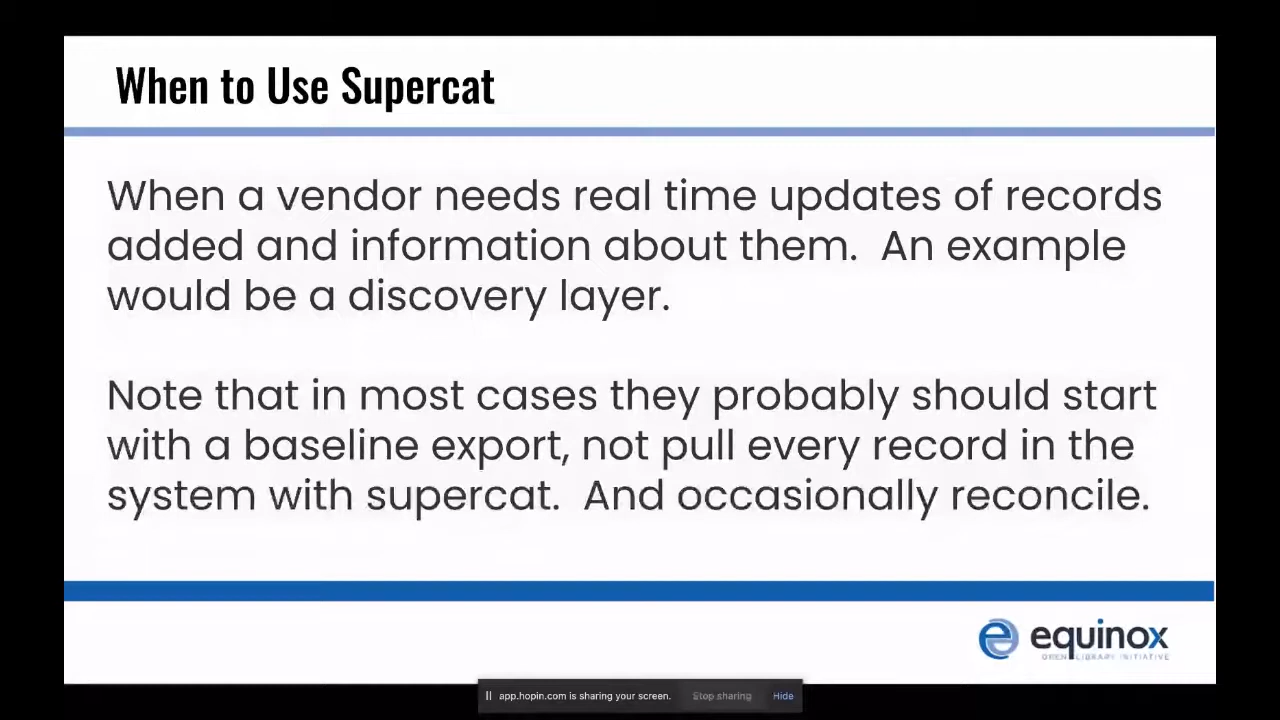 When to Use Supercat
When a vendor needs real time updates of records
added and information about them.  An example
would be a discovery layer.
Note that in most cases they probably should start
with a baseline export, not pull every record in the
system with supercat.  And occasionally reconcile.
equinox
OPEN LIBRARY INITIATIVE
app.hopin.com is sharing your screen. Stop sharing Hide